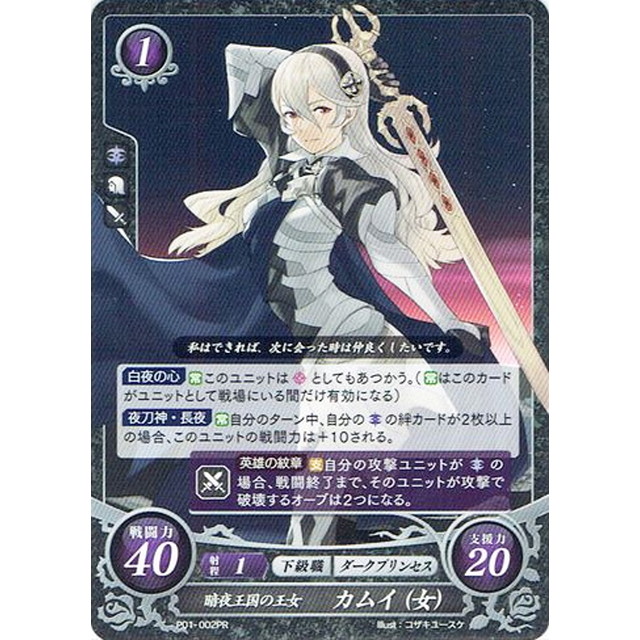 1
私はできれば、次に会った時は仲良くしたいです。
白夜の心 常このユニットは としてもあつかう。(常はこのカード
がユニットとして戦場にいる間だけ有効になる)
夜刀神・長夜 常自分のターン中、自分の の絆カードが2枚以上
の場合、このユニットの戦闘力は+10される。
英雄の紋章 支自分の攻撃ユニットが の
場合、戦闘終了まで、そのユニットが攻撃で
破壊するオーブは2つになる。
戦闘力
40
射程 1
下級職 ダークプリンセス
支援力
20
暗夜王国の王女 カムイ(女)
P01-002PR
Illust:コザキユースケ